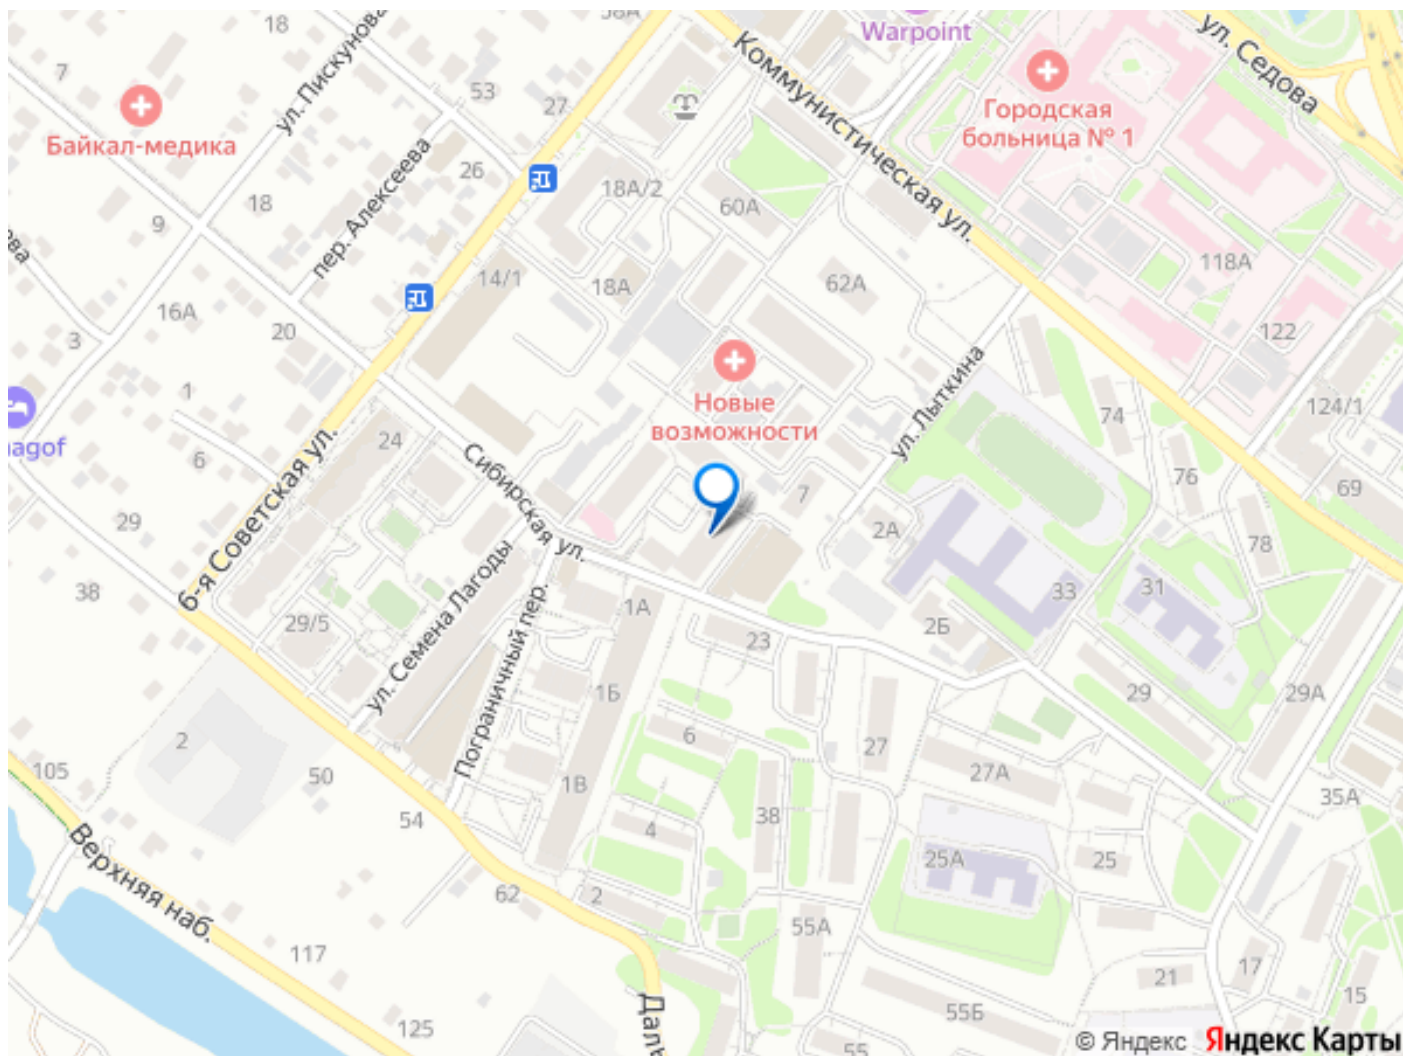 18
58А
Warpoint
ул. Седова
7
ул. Пискунова
53
27
Коммунистическая ул.
Городская
больница № 1
Байкал-медика
пер. Алексеева
26
18А/2
60А
18
9
ова
14/1
18А
62А
118А
16А
20
122
3
1
Новые
возможности
ул. Лыткина
74
124/1
nagof
24
6
Сибирская ул.
76
69
29
6-я Советская ул.
7
2А
78
38
ул. Семена Лагоды
33
31
29/5
Пограничный пер.
1А
23
2Б
29
29А
1Б
2
6
27
105
50
27А
1В
35А
54
38
4
25А
25
Верхняя наб.
62
2
55А
117
17
21
15
55Б
125
Даль
55
© Яндекс Яндекс Карты